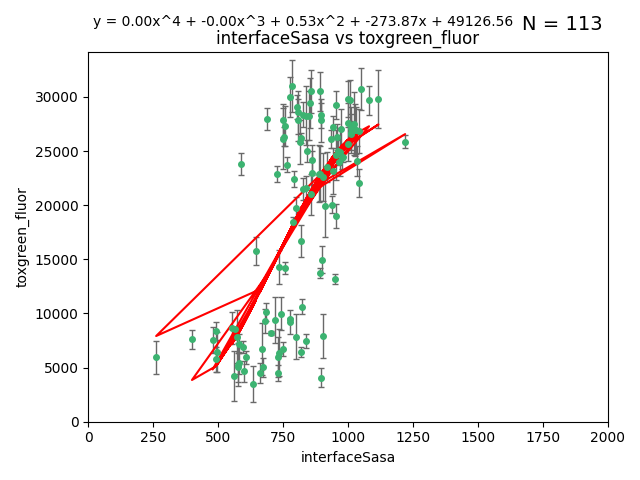 y = 0.00x^4 + -0.00x^3 + 0.53x^2 + -273.87x + 49126.56 N = 113
interfaceSasa vs toxgreen_fluor
30000
25000
20000
15000
10000
5000
0
toxgreen_fluor
0 250 500 750 1000 1250 1500 1750 2000
interfaceSasa